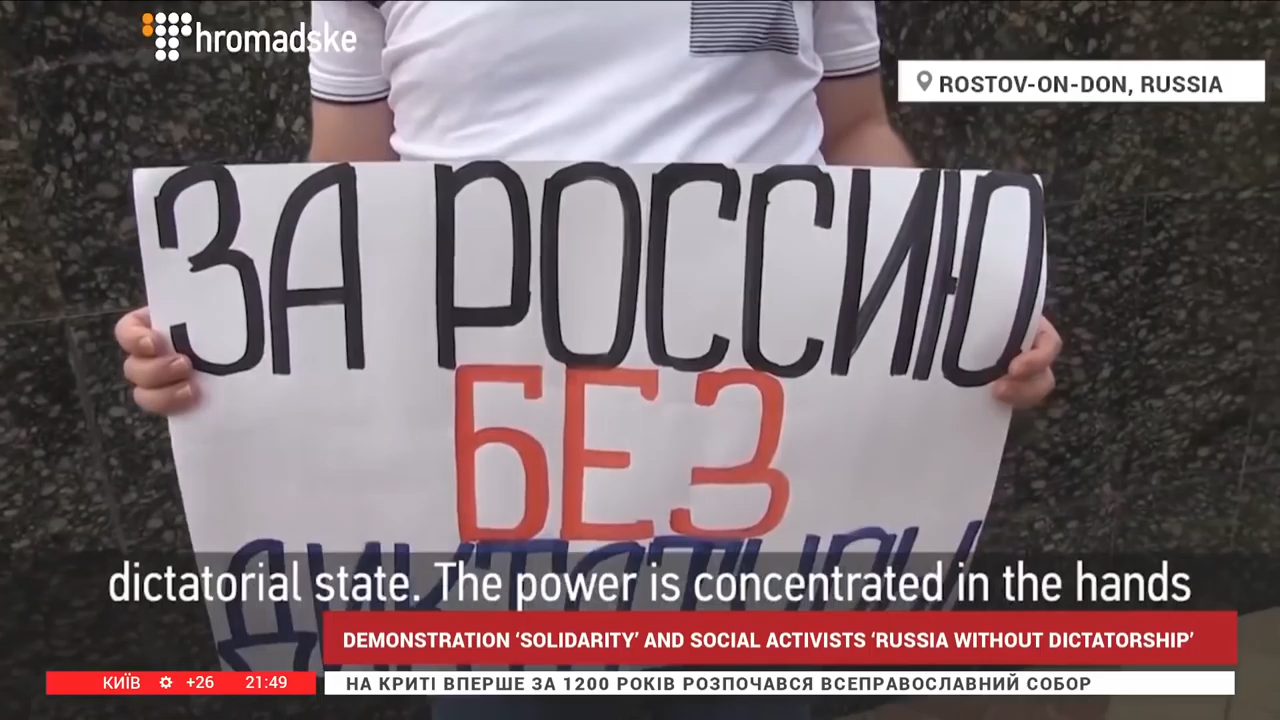 hromadske
ROSTOV-ON-DON, RUSSIA
ЗА РОССИЮ
БЕЗ
ДИКТАТУРЫ
dictatorial state. The power is concentrated in the hands
DEMONSTRATION ‘SOLIDARITY’ AND SOCIAL ACTIVISTS ‘RUSSIA WITHOUT DICTATORSHIP’
КИЇВ +26 21:49
НА КРИТІ ВПЕРШЕ ЗА 1200 РОКІВ РОЗПОЧАВСЯ ВСЕПРАВОСЛАВНИЙ СОБОР